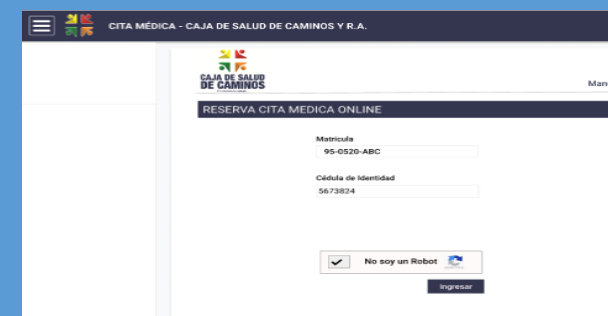 CITA MÉDICA - CAJA DE SALUD DE CAMINOS Y R.A.
CAJA DE SALUD
DE CAMINOS
RESERVA CITA MEDICA ONLINE
Matricula
95-0520-ABC
Cédula de Identidad
5673824
No soy un Robot
Ingresar